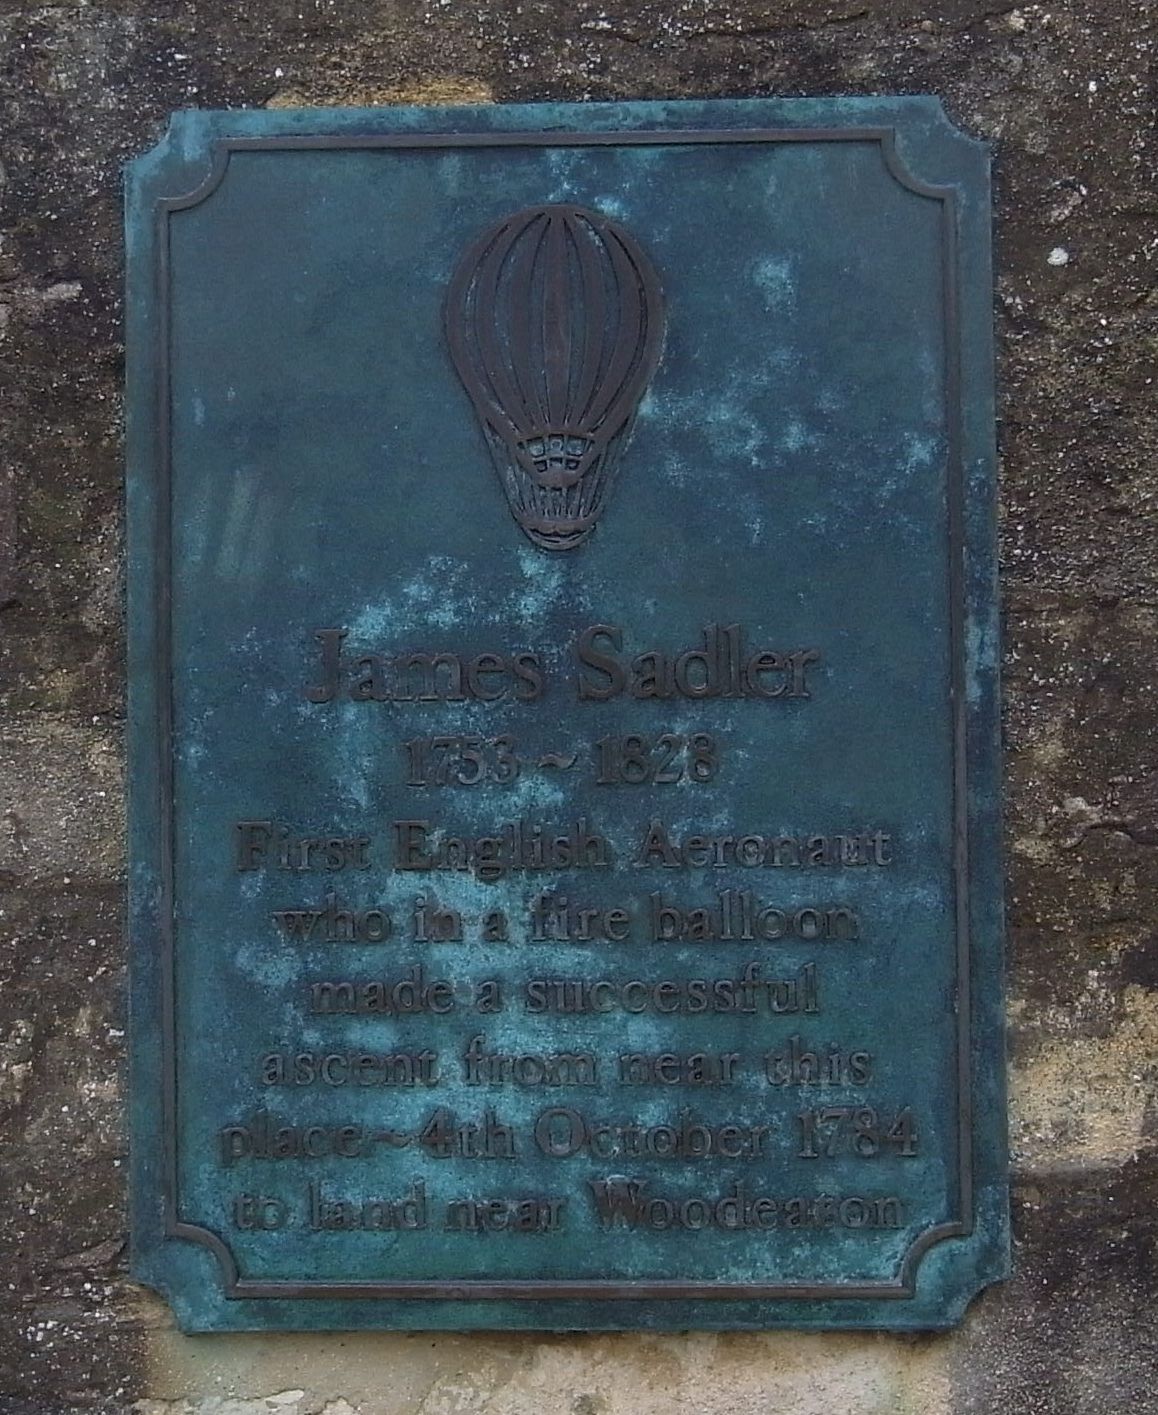 James Sadler
1753 ~ 1828
First English Aeronaut
who in a fire balloon
made a successful
ascent from near this
place ~ 4th October 1784
to land near Woodeaton